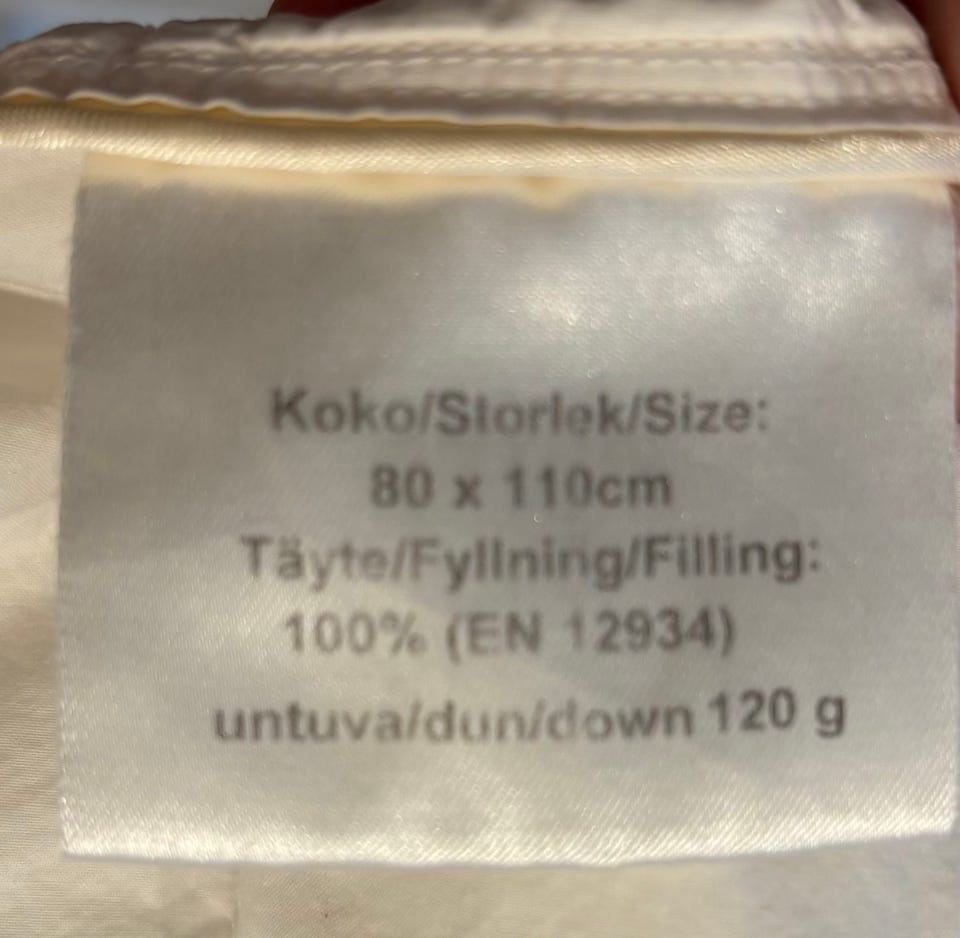 Koko/Storlek/Size:
80 x 110cm
Täyte/Fyllning/Filling:
100% (EN 12934)
untuva/dun/down 120 g